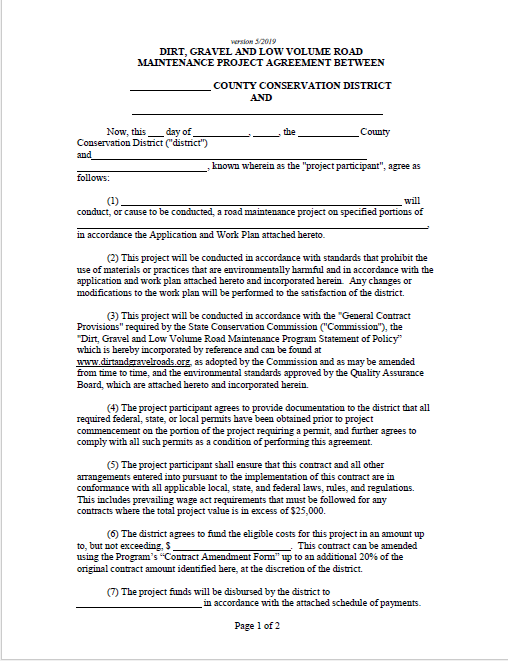 version 5/2019
DIRT, GRAVEL AND LOW VOLUME ROAD
MAINTENANCE PROJECT AGREEMENT BETWEEN
_______________ COUNTY CONSERVATION DISTRICT
AND
_______________________________________________
Now, this ___ day of __________, _____, the ___________ County
Conservation District ("district")
and____________________________________________________
________________________, known wherein as the "project participant", agree as
follows:
(1) _____________________________________________________ will
conduct, or cause to be conducted, a road maintenance project on specified portions of
__________________________________________________________________,
in accordance the Application and Work Plan attached hereto.
(2) This project will be conducted in accordance with standards that prohibit the
use of materials or practices that are environmentally harmful and in accordance with the
application and work plan attached hereto and incorporated herein. Any changes or
modifications to the work plan will be performed to the satisfaction of the district.
(3) This project will be conducted in accordance with the "General Contract
Provisions" required by the State Conservation Commission ("Commission"), the
"Dirt, Gravel and Low Volume Road Maintenance Program Statement of Policy"
which is hereby incorporated by reference and can be found at
www.dirtandgravelroads.org, as adopted by the Commission and as may be amended
from time to time, and the environmental standards approved by the Quality Assurance
Board, which are attached hereto and incorporated herein.
(4) The project participant agrees to provide documentation to the district that all
required federal, state, or local permits have been obtained prior to project
commencement on the portion of the project requiring a permit, and further agrees to
comply with all such permits as a condition of performing this agreement.
(5) The project participant shall ensure that this contract and all other
arrangements entered into pursuant to the implementation of this contract are in
conformance with all applicable local, state, and federal laws, rules, and regulations.
This includes prevailing wage act requirements that must be followed for any
contracts where the total project value is in excess of $25,000.
(6) The district agrees to fund the eligible costs for this project in an amount up
to, but not exceeding, $ ______________________. This contract can be amended
using the Program's "Contract Amendment Form" up to an additional 20% of the
original contract amount identified here, at the discretion of the district.
(7) The project funds will be disbursed by the district to
________________________ in accordance with the attached schedule of payments.
Page 1 of 2